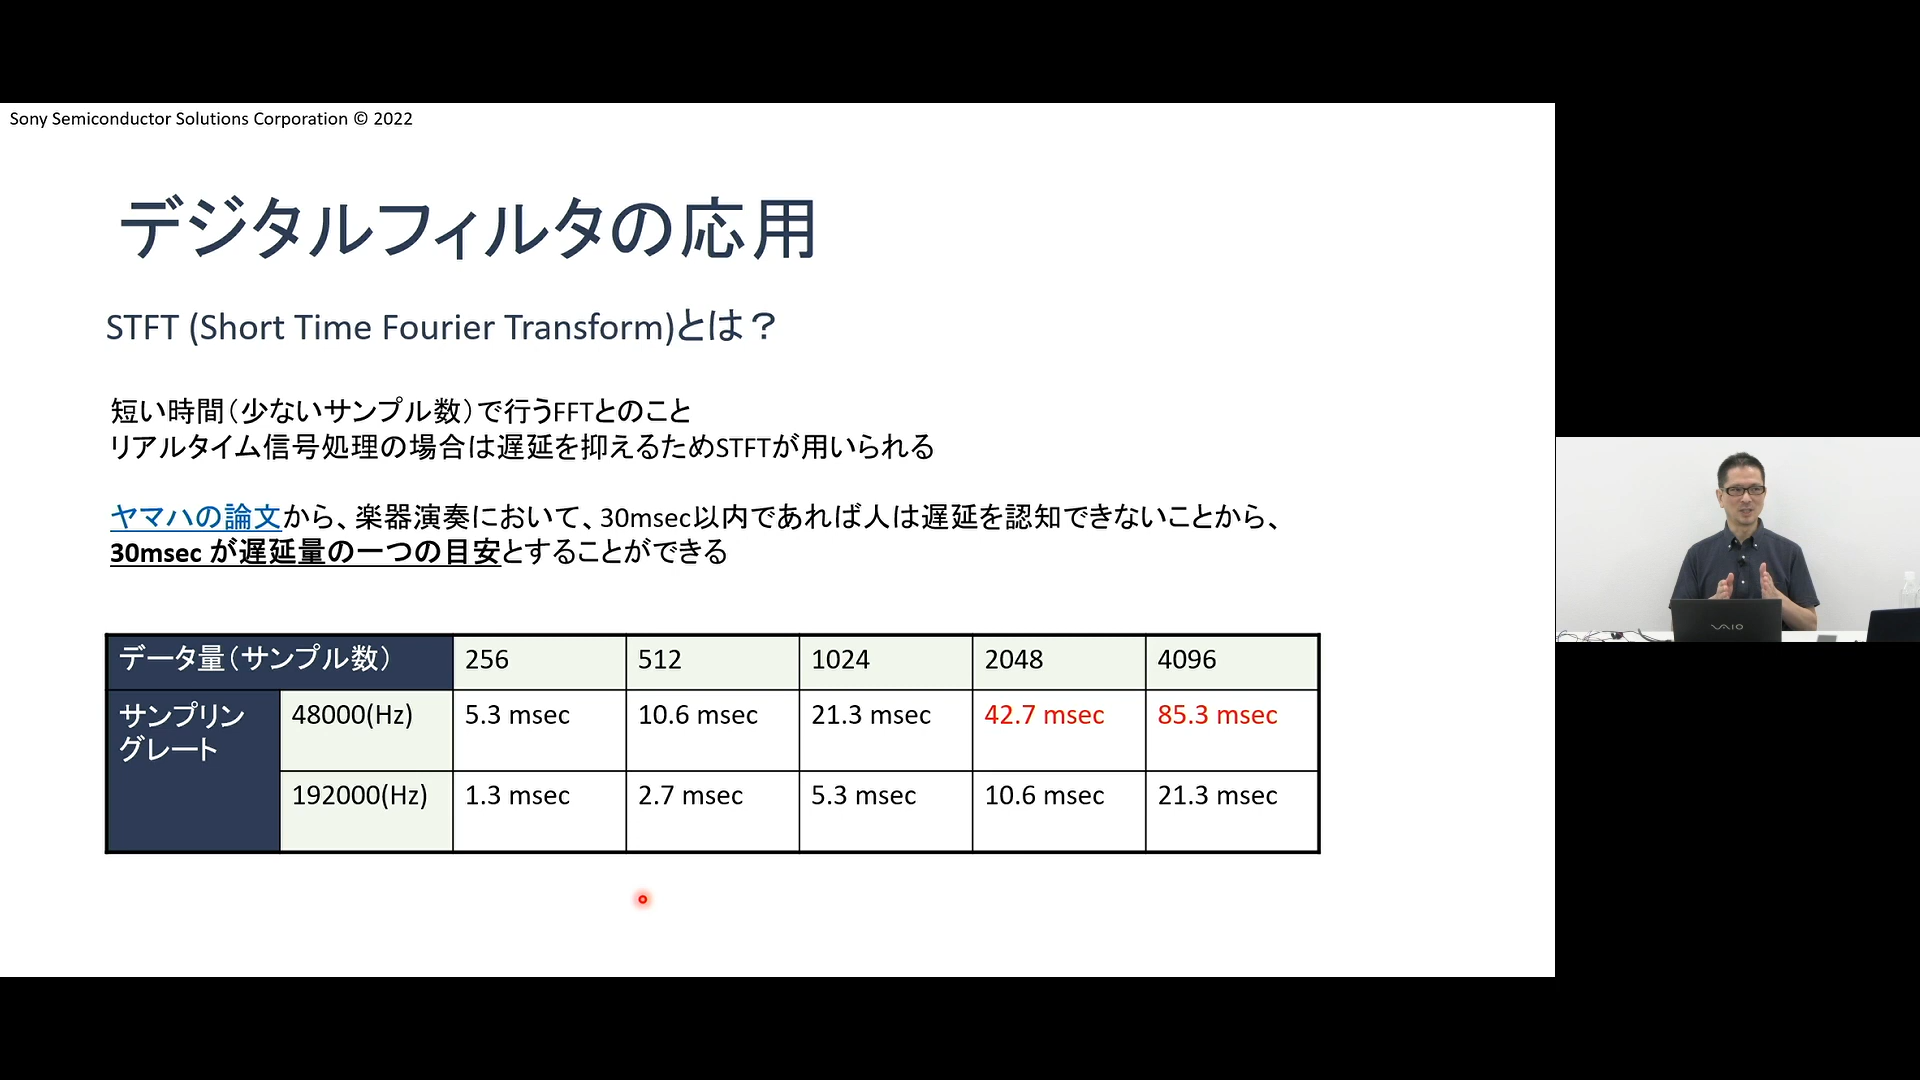 Sony Semiconductor Solutions Corporation © 2022
デジタルフィルタの応用
STFT (Short Time Fourier Transform)とは？
短い時間（少ないサンプル数）で行うFFTとのこと
リアルタイム信号処理の場合は遅延を抑えるためSTFTが用いられる
ヤマハの論文から、楽器演奏において、30msec以内であれば人は遅延を認知できないことから、
30msec が遅延量の一つの目安とすることができる
データ量（サンプル数） 256 512 1024 2048 4096
サンプリン
グレート
48000(Hz) 5.3 msec 10.6 msec 21.3 msec 42.7 msec 85.3 msec
192000(Hz) 1.3 msec 2.7 msec 5.3 msec 10.6 msec 21.3 msec
VAIO